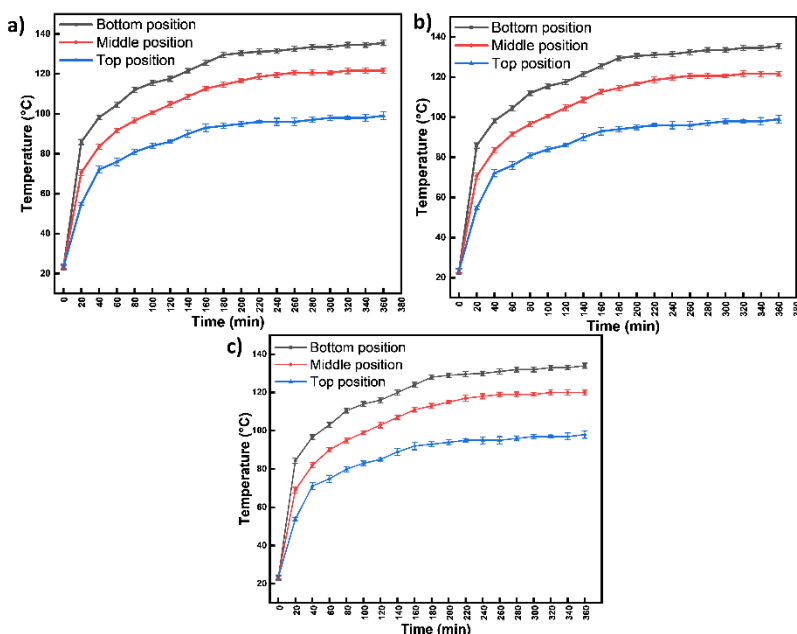 a)
Bottom position
Middle position
Top position
Temperature (°C)
140
120
100
80
60
40
20
0 20 40 60 80 100 120 140 160 180 200 220 240 260 280 300 320 340 360 380
Time (min)
b)
Bottom position
Middle position
Top position
Temperature (°C)
140
120
100
80
60
40
20
0 20 40 60 80 100 120 140 160 180 200 220 240 260 280 300 320 340 360 380
Time (min)
c)
Bottom position
Middle position
Top position
Temperature (°C)
140
120
100
80
60
40
20
0 20 40 60 80 100 120 140 160 180 200 220 240 260 280 300 320 340 360
Time (min)